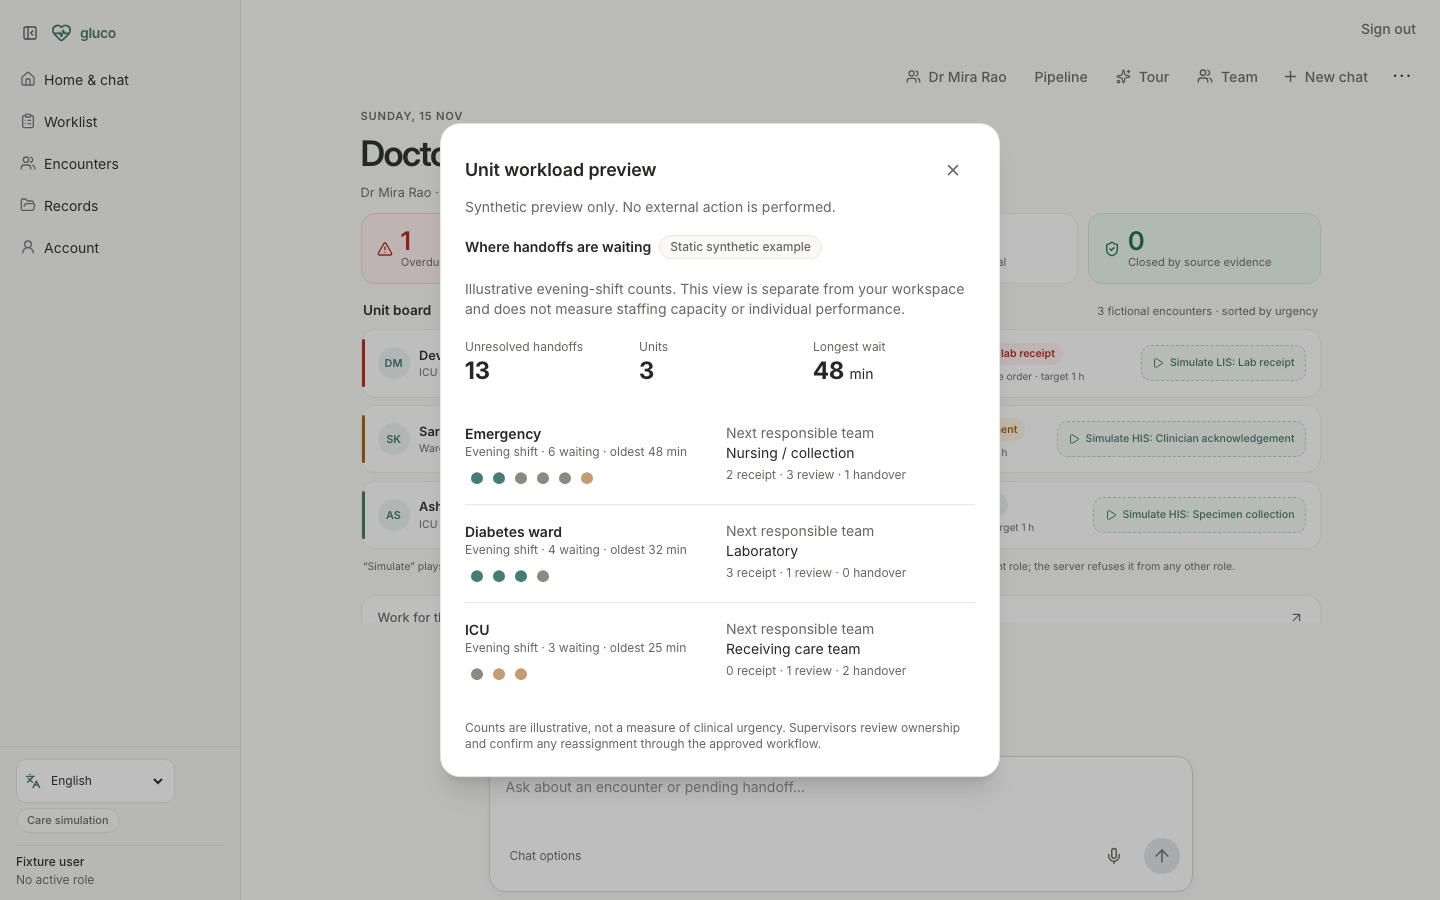 gluco
Home & chat
Worklist
Encounters
Records
Account
English
Care simulation
Fixture user
No active role
Sign out
Dr Mira Rao
Pipeline
Tour
Team
New chat
SUNDAY, 15 NOV
Dr Mira Rao ·
1
0
Closed by source evidence
Unit board
3 fictional encounters · sorted by urgency
DM
ICU
lab receipt
order · target 1 h
Simulate LIS: Lab receipt
SK
Simulate HIS: Clinician acknowledgement
AS
ICU
1 h
Simulate HIS: Specimen collection
"Simulate"
role; the server refuses it from any other role.
Work for
Unit workload preview
Synthetic preview only. No external action is performed.
Where handoffs are waiting
Static synthetic example
Illustrative evening-shift counts. This view is separate from your workspace
and does not measure staffing capacity or individual performance.
Unresolved handoffs
13
Units
3
Longest wait
48 min
Emergency
Evening shift · 6 waiting · oldest 48 min
Next responsible team
Nursing / collection
2 receipt · 3 review · 1 handover
Diabetes ward
Evening shift · 4 waiting · oldest 32 min
Next responsible team
Laboratory
3 receipt · 1 review · 0 handover
ICU
Evening shift · 3 waiting · oldest 25 min
Next responsible team
Receiving care team
0 receipt · 1 review · 2 handover
Counts are illustrative, not a measure of clinical urgency. Supervisors review ownership
and confirm any reassignment through the approved workflow.
Ask about an encounter or pending handoff...
Chat options